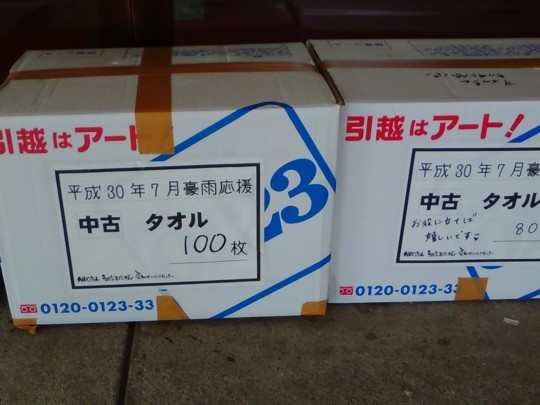 引越はアート
平成30年7月豪雨応援
中古 タオル
100枚
23
0120-0123-33
引越はアート!
平成30年7月豪
中古 タオル
お役に立てば
嬉しいです
80
0120-0123-33